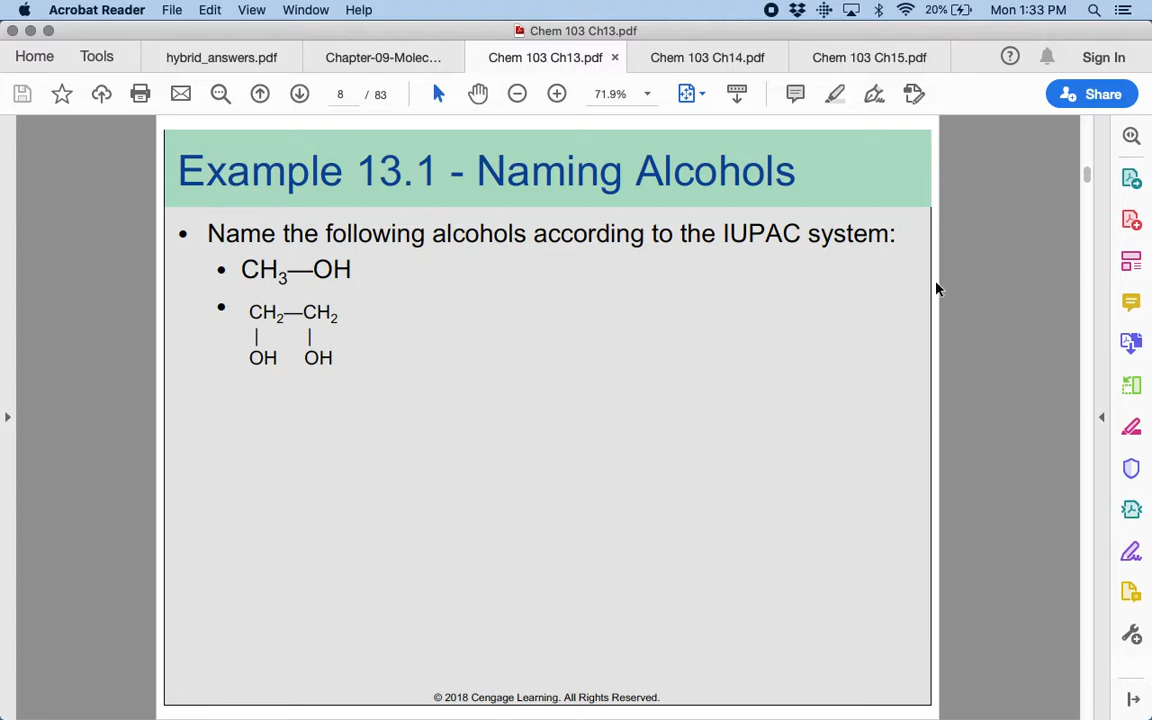 Acrobat Reader File Edit View Window Help 20% Mon 1:33 PM
Chem 103 Ch13.pdf
Home Tools hybrid_answers.pdf Chapter-09-Molec... Chem 103 Ch13.pdf × Chem 103 Ch14.pdf Chem 103 Ch15.pdf ? Sign In
8 / 83 71.9% Share
Example 13.1 - Naming Alcohols
• Name the following alcohols according to the IUPAC system:
• CH₃—OH
• CH₂—CH₂
| |
OH OH
© 2018 Cengage Learning. All Rights Reserved.